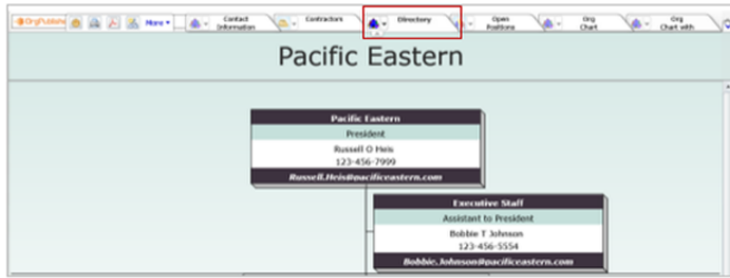 OrgPublisher
More
Contact
Information
Contractors
Directory
Open
Positions
Org
Chart
Org
Chart with
Pacific Eastern
Pacific Eastern
President
Russell O Heis
123-456-7999
Russell.Heis@pacificeastern.com
Executive Staff
Assistant to President
Bobbie T Johnson
123-456-5554
Bobbie.Johnson@pacificeastern.com